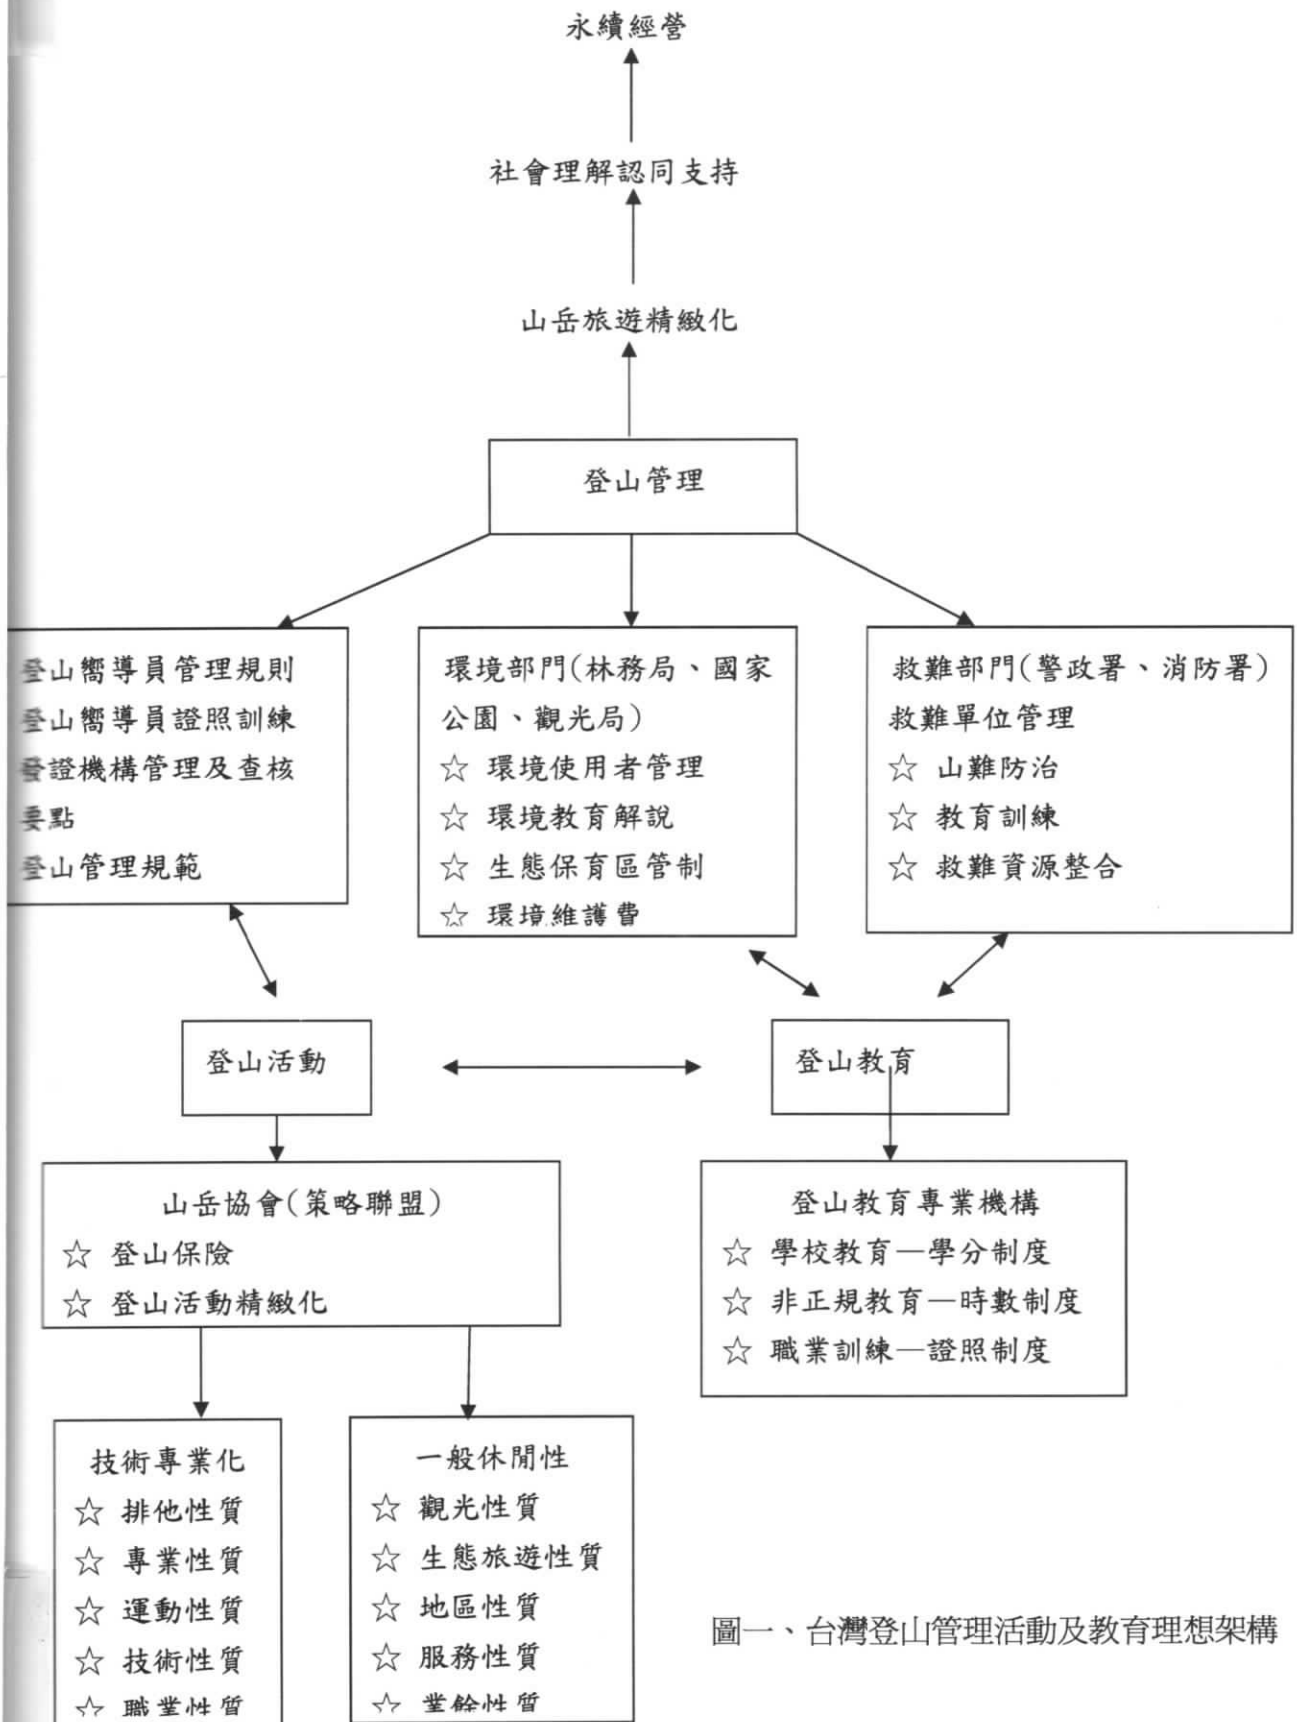 永續經營
社會理解認同支持
山岳旅遊精緻化
登山管理
登山嚮導員管理規則
登山嚮導員證照訓練
發證機構管理及查核
要點
登山管理規範
環境部門(林務局、國家
公園、觀光局)
☆ 環境使用者管理
☆ 環境教育解說
☆ 生態保育區管制
☆ 環境維護費
救難部門(警政署、消防署)
救難單位管理
☆ 山難防治
☆ 教育訓練
☆ 救難資源整合
登山活動
登山教育
山岳協會(策略聯盟)
☆ 登山保險
☆ 登山活動精緻化
登山教育專業機構
☆ 學校教育—學分制度
☆ 非正規教育—時數制度
☆ 職業訓練—證照制度
技術專業化
☆ 排他性質
☆ 專業性質
☆ 運動性質
☆ 技術性質
☆ 職業性質
一般休閒性
☆ 觀光性質
☆ 生態旅遊性質
☆ 地區性質
☆ 服務性質
☆ 業餘性質
圖一、台灣登山管理活動及教育理想架構